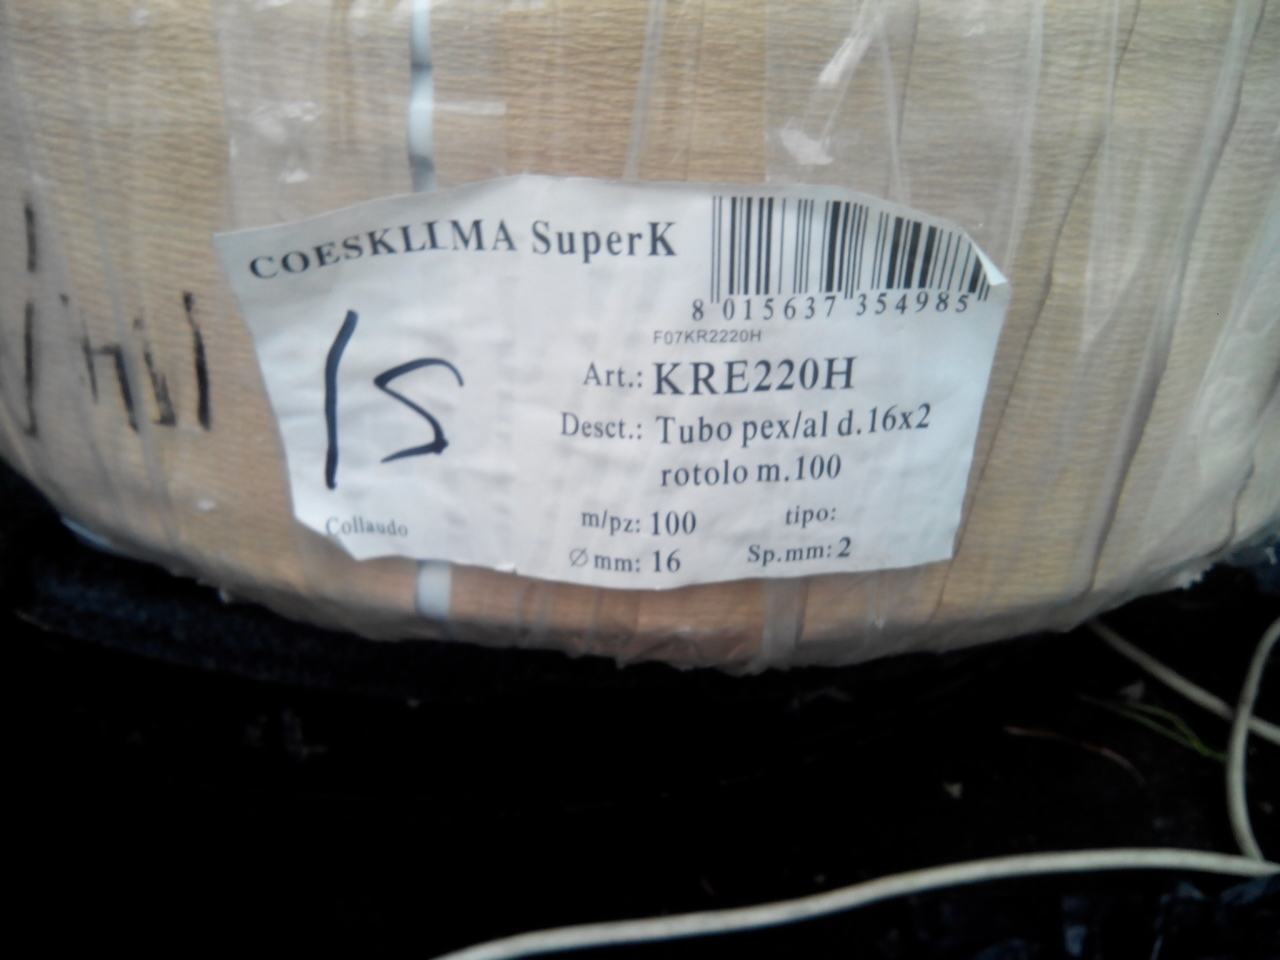 COESKLIMA SuperK
8 015637 354985
F07KR2220H
Art.: KRE220H
Desct.: Tubo pex/al d.16x2
rotolo m.100
m/pz: 100 tipo:
Ø mm: 16 Sp.mm: 2
Collaudo
15